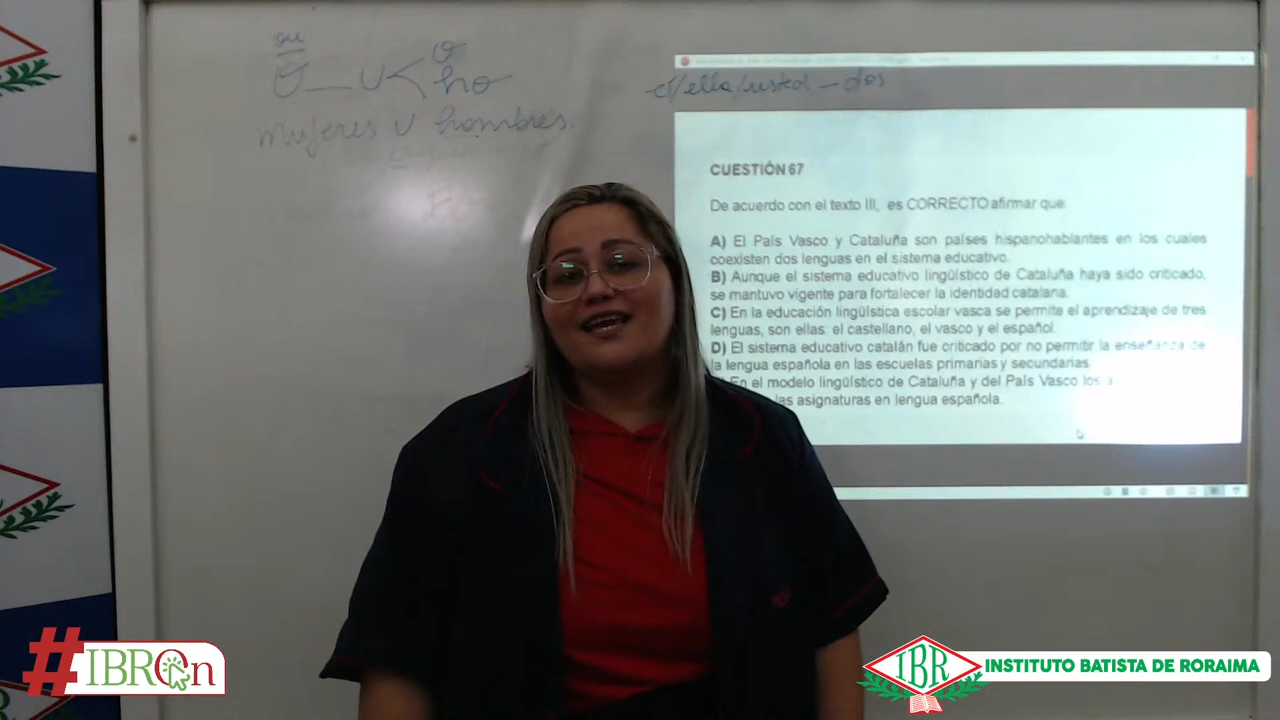 ou
u < o
ho
mujeres u hombres.
él/ella/usted – dos
CUESTIÓN 67
De acuerdo con el texto III, es CORRECTO afirmar que:
A) El País Vasco y Cataluña son países hispanohablantes en los cuales
coexisten dos lenguas en el sistema educativo.
B) Aunque el sistema educativo lingüístico de Cataluña haya sido criticado,
se mantuvo vigente para fortalecer la identidad catalana.
C) En la educación lingüística escolar vasca se permite el aprendizaje de tres
lenguas, son ellas: el castellano, el vasco y el español.
D) El sistema educativo catalán fue criticado por no permitir la enseñanza de
la lengua española en las escuelas primarias y secundarias.
En el modelo lingüístico de Cataluña y del País Vasco los a
las asignaturas en lengua española.
#IBROn
IBR INSTITUTO BATISTA DE RORAIMA